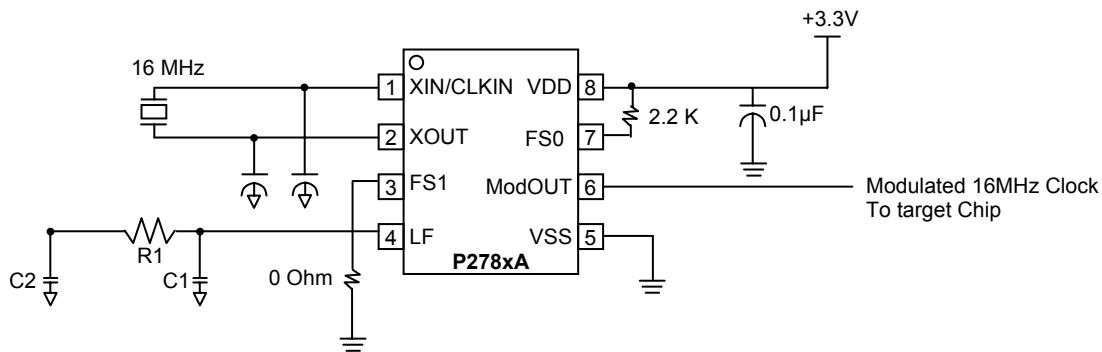 +3.3V
16 MHz
1 XIN/CLKIN VDD 8
2.2 K
0.1µF
2 XOUT FS0 7
3 FS1 ModOUT 6
Modulated 16MHz Clock
To target Chip
4 LF VSS 5
R1
P278xA
C2
C1
0 Ohm